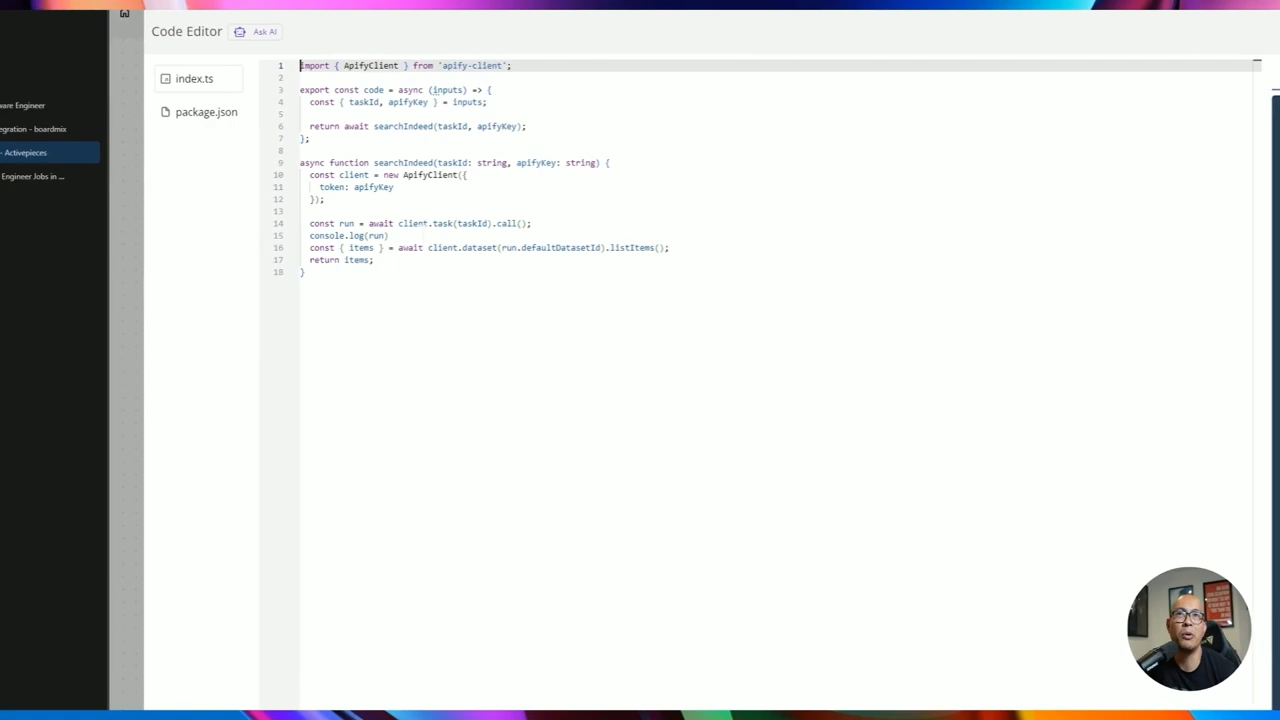 Code Editor
Ask AI
index.ts
package.json
ware Engineer
egration - boardmix
- Activepieces
Engineer Jobs in ...
1 import { ApifyClient } from 'apify-client';
2
3 export const code = async (inputs) => {
4 const { taskId, apifyKey } = inputs;
5
6 return await searchIndeed(taskId, apifyKey);
7 };
8
9 async function searchIndeed(taskId: string, apifyKey: string) {
10 const client = new ApifyClient({
11 token: apifyKey
12 });
13
14 const run = await client.task(taskId).call();
15 console.log(run)
16 const { items } = await client.dataset(run.defaultDatasetId).listItems();
17 return items;
18 }